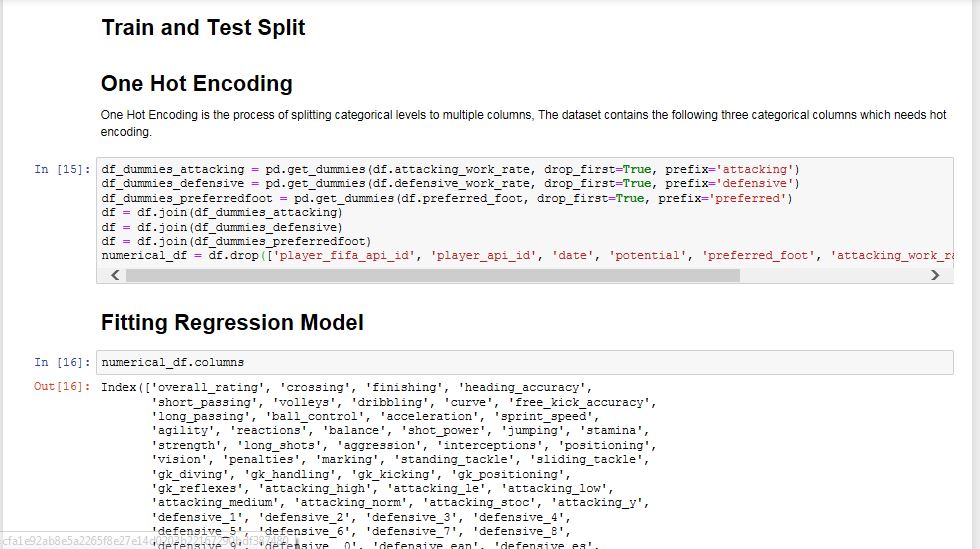 Train and Test Split
One Hot Encoding
One Hot Encoding is the process of splitting categorical levels to multiple columns, The dataset contains the following three categorical columns which needs hot
encoding.
In [15]:
df_dummies_attacking = pd.get_dummies(df.attacking_work_rate, drop_first=True, prefix='attacking')
df_dummies_defensive = pd.get_dummies(df.defensive_work_rate, drop_first=True, prefix='defensive')
df_dummies_preferredfoot = pd.get_dummies(df.preferred_foot, drop_first=True, prefix='preferred')
df = df.join(df_dummies_attacking)
df = df.join(df_dummies_defensive)
df = df.join(df_dummies_preferredfoot)
numerical_df = df.drop(['player_fifa_api_id', 'player_api_id', 'date', 'potential', 'preferred_foot', 'attacking_work_ra
Fitting Regression Model
In [16]: numerical_df.columns
Out[16]: Index(['overall_rating', 'crossing', 'finishing', 'heading_accuracy',
'short_passing', 'volleys', 'dribbling', 'curve', 'free_kick_accuracy',
'long_passing', 'ball_control', 'acceleration', 'sprint_speed',
'agility', 'reactions', 'balance', 'shot_power', 'jumping', 'stamina',
'strength', 'long_shots', 'aggression', 'interceptions', 'positioning',
'vision', 'penalties', 'marking', 'standing_tackle', 'sliding_tackle',
'gk_diving', 'gk_handling', 'gk_kicking', 'gk_positioning',
'gk_reflexes', 'attacking_high', 'attacking_le', 'attacking_low',
'attacking_medium', 'attacking_norm', 'attacking_stoc', 'attacking_y',
'defensive_1', 'defensive_2', 'defensive_3', 'defensive_4',
'defensive_5', 'defensive_6', 'defensive_7', 'defensive_8',
'defensive_9', 'defensive__0', 'defensive_ean', 'defensive_es',